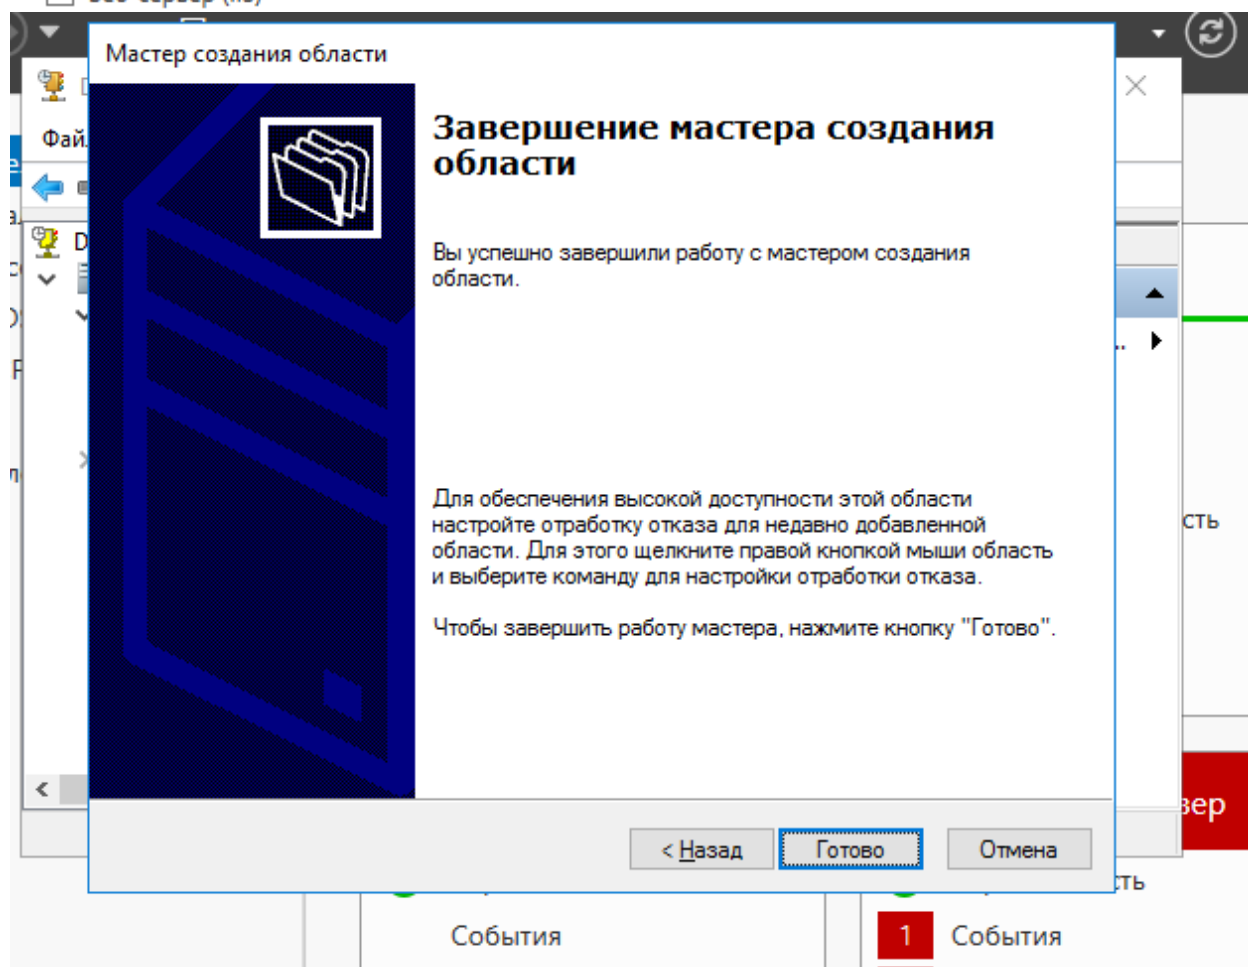 Мастер создания области
Завершение мастера создания
области
Фай
Вы успешно завершили работу с мастером создания
области.
Для обеспечения высокой доступности этой области
настройте отработку отказа для недавно добавленной
области. Для этого щелкните правой кнопкой мыши область
и выберите команду для настройки отработки отказа.
Чтобы завершить работу мастера, нажмите кнопку "Готово".
сть
вер
< Назад
Готово
Отмена
сть
События
1 События